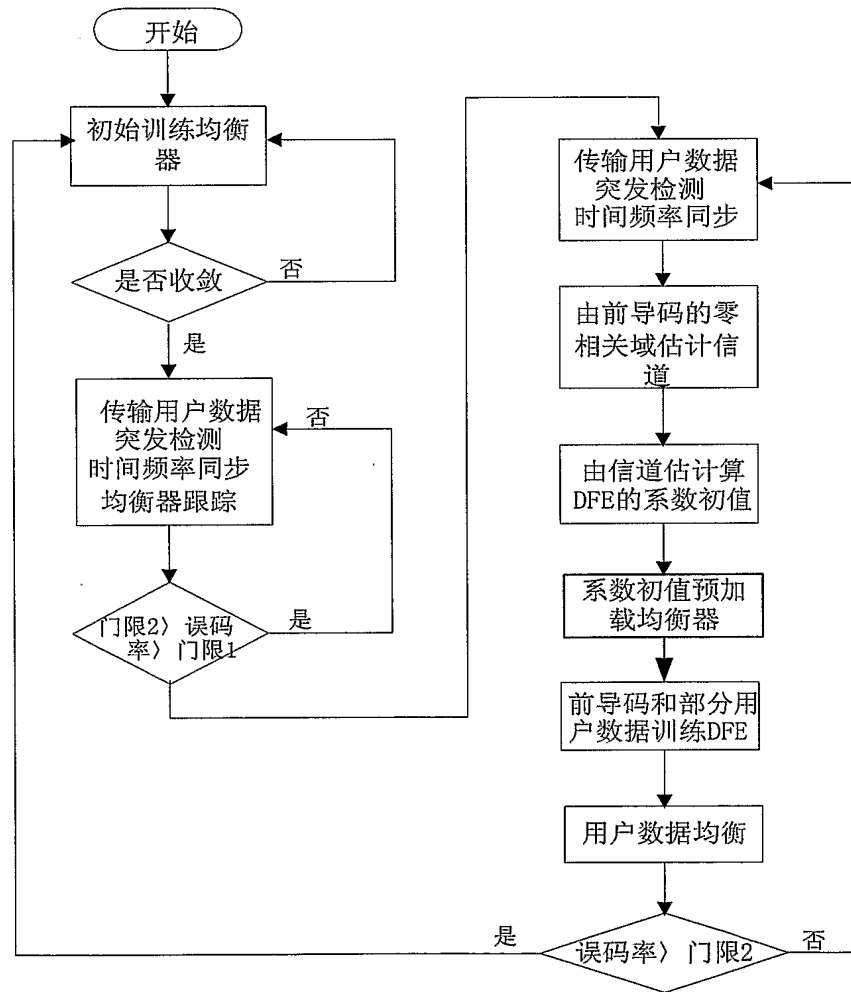 开始
初始训练均衡
器
是否收敛
否
是
传输用户数据
突发检测
时间频率同步
均衡器跟踪
否
门限2〉误码
率〉门限1
是
传输用户数据
突发检测
时间频率同步
由前导码的零
相关域估计信
道
由信道估计算
DFE的系数初值
系数初值预加
载均衡器
前导码和部分用
户数据训练DFE
用户数据均衡
误码率〉门限2
是
否